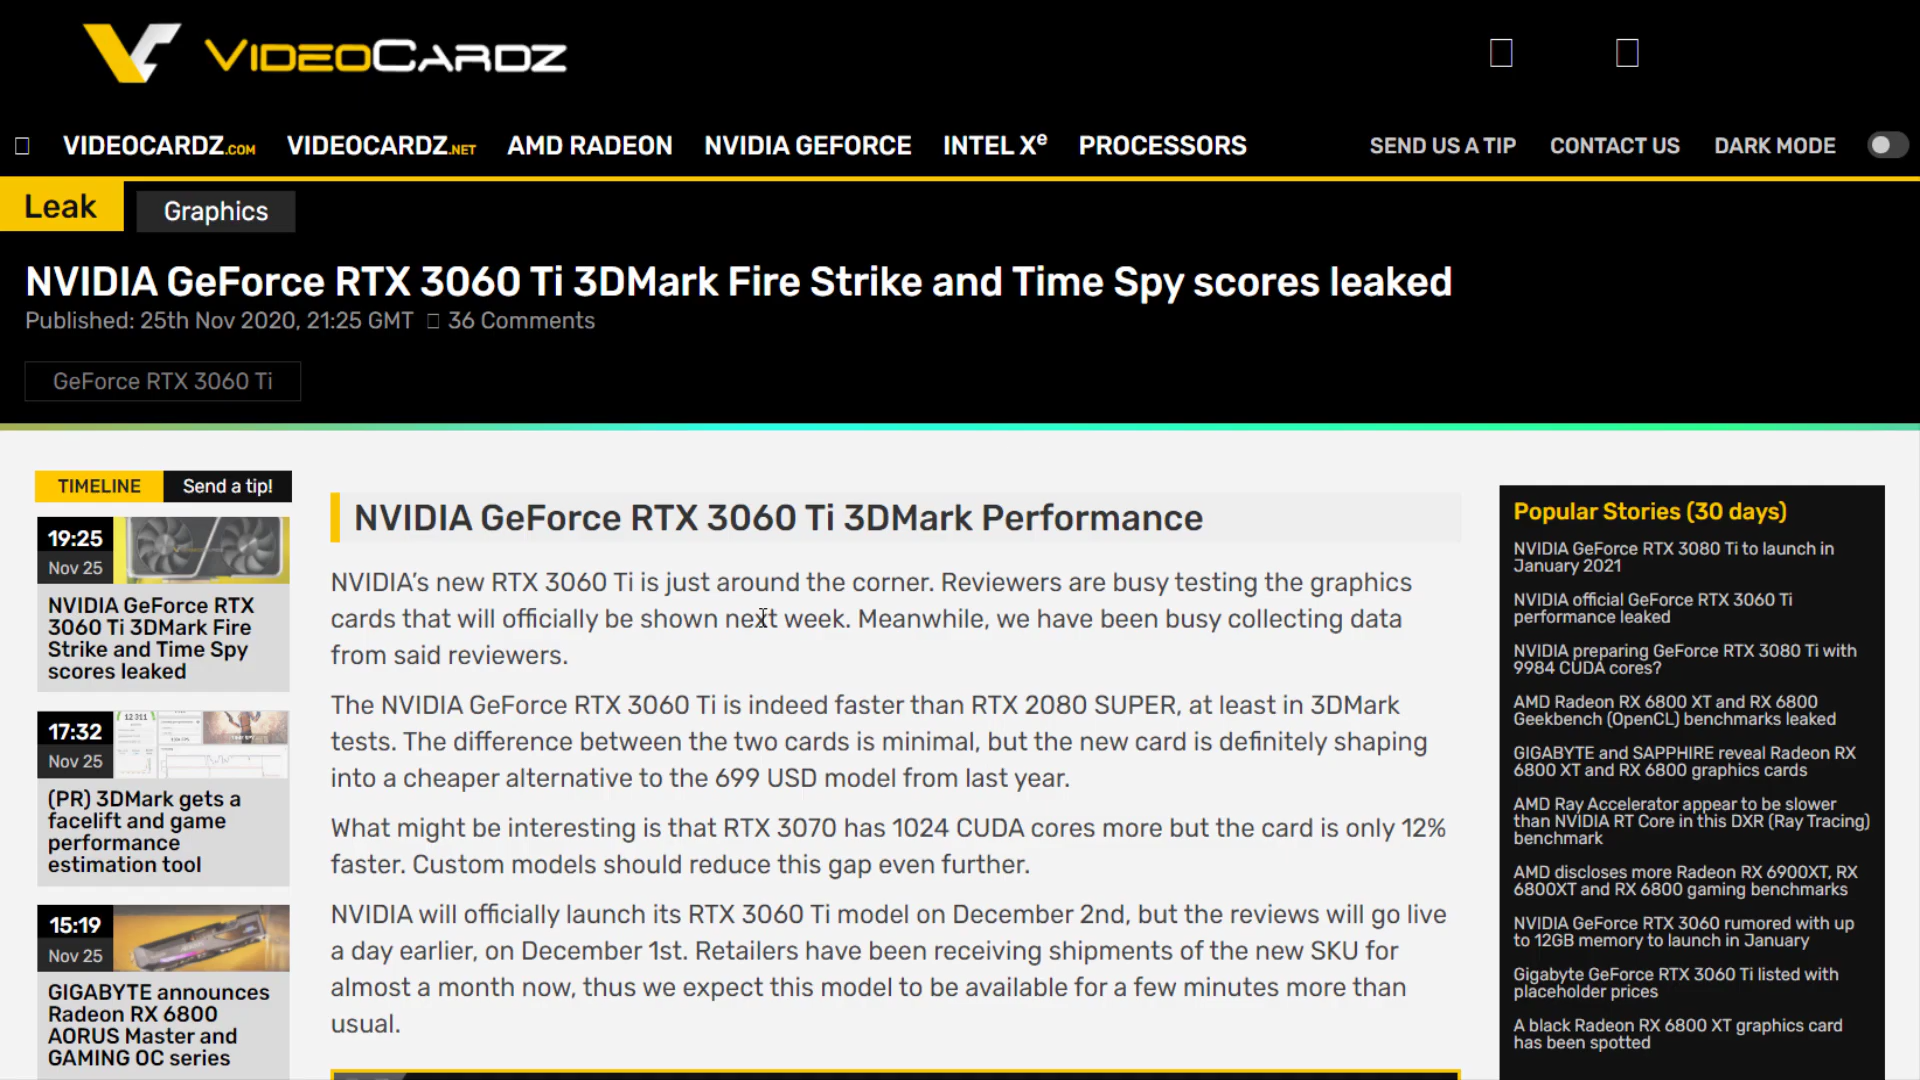 VIDEOCARDZ
VIDEOCARDZ.COM VIDEOCARDZ.NET AMD RADEON NVIDIA GEFORCE INTEL Xe PROCESSORS SEND US A TIP CONTACT US DARK MODE
Leak Graphics
NVIDIA GeForce RTX 3060 Ti 3DMark Fire Strike and Time Spy scores leaked
Published: 25th Nov 2020, 21:25 GMT 36 Comments
GeForce RTX 3060 Ti
TIMELINE Send a tip!
19:25
Nov 25
NVIDIA GeForce RTX
3060 Ti 3DMark Fire
Strike and Time Spy
scores leaked
17:32
Nov 25
12 311
(PR) 3DMark gets a
facelift and game
performance
estimation tool
15:19
Nov 25
GIGABYTE announces
Radeon RX 6800
AORUS Master and
GAMING OC series
NVIDIA GeForce RTX 3060 Ti 3DMark Performance
NVIDIA's new RTX 3060 Ti is just around the corner. Reviewers are busy testing the graphics
cards that will officially be shown next week. Meanwhile, we have been busy collecting data
from said reviewers.
The NVIDIA GeForce RTX 3060 Ti is indeed faster than RTX 2080 SUPER, at least in 3DMark
tests. The difference between the two cards is minimal, but the new card is definitely shaping
into a cheaper alternative to the 699 USD model from last year.
What might be interesting is that RTX 3070 has 1024 CUDA cores more but the card is only 12%
faster. Custom models should reduce this gap even further.
NVIDIA will officially launch its RTX 3060 Ti model on December 2nd, but the reviews will go live
a day earlier, on December 1st. Retailers have been receiving shipments of the new SKU for
almost a month now, thus we expect this model to be available for a few minutes more than
usual.
Popular Stories (30 days)
NVIDIA GeForce RTX 3080 Ti to launch in
January 2021
NVIDIA official GeForce RTX 3060 Ti
performance leaked
NVIDIA preparing GeForce RTX 3080 Ti with
9984 CUDA cores?
AMD Radeon RX 6800 XT and RX 6800
Geekbench (OpenCL) benchmarks leaked
GIGABYTE and SAPPHIRE reveal Radeon RX
6800 XT and RX 6800 graphics cards
AMD Ray Accelerator appear to be slower
than NVIDIA RT Core in this DXR (Ray Tracing)
benchmark
AMD discloses more Radeon RX 6900XT, RX
6800XT and RX 6800 gaming benchmarks
NVIDIA GeForce RTX 3060 rumored with up
to 12GB memory to launch in January
Gigabyte GeForce RTX 3060 Ti listed with
placeholder prices
A black Radeon RX 6800 XT graphics card
has been spotted